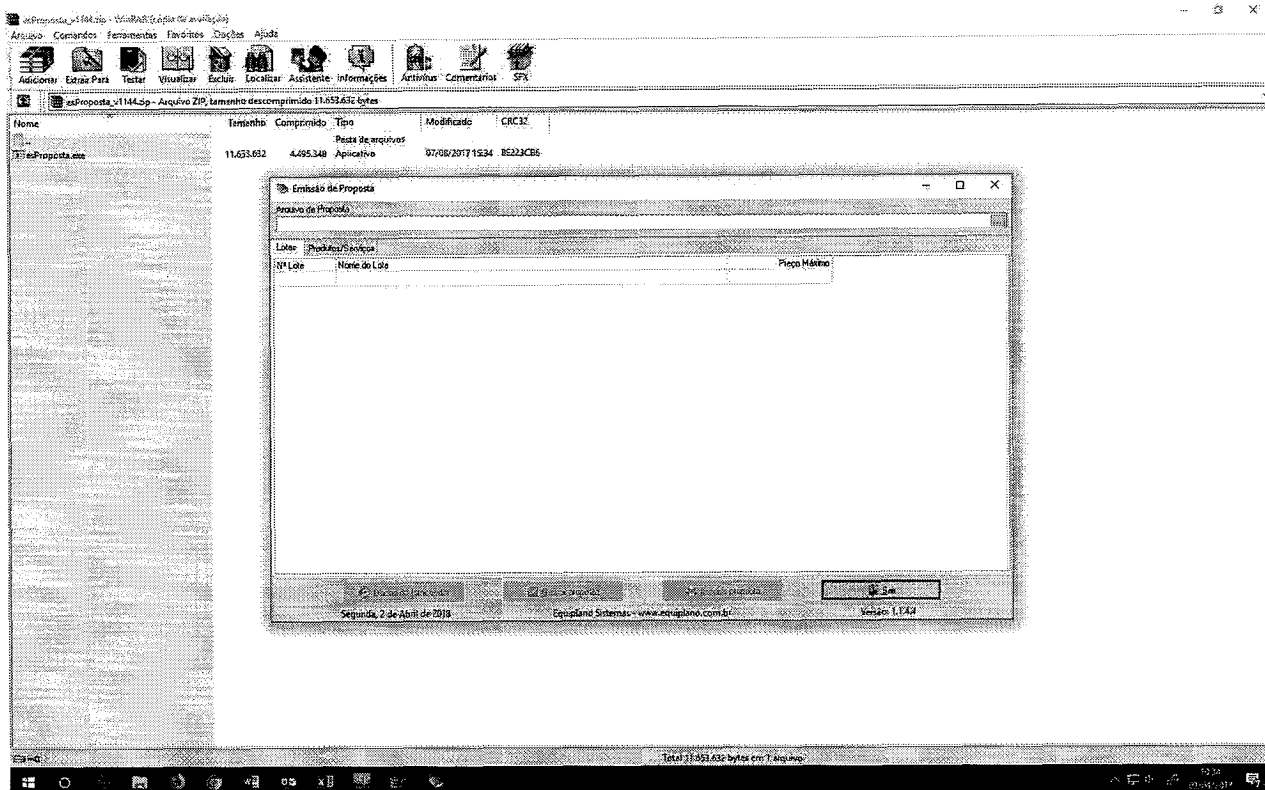 esProposta_v1144.zip - WinRAR (cópia de avaliação)
Arquivo Comandos Ferramentas Favoritos Opções Ajuda
Adicionar Extrair Para Testar Visualizar Excluir Localizar Assistente Informações Antivírus Comentários SFX
esProposta_v1144.zip - Arquivo ZIP, tamanho descomprimido 11.653.632 bytes
Nome Tamanho Comprimido Tipo Modificado CRC32
.. Pasta de arquivos
esProposta.exe 11.653.632 4.495.348 Aplicativo 07/08/2017 15:34 BE223CB6
Emissão de Proposta
Arquivo de Proposta
...
Lotes Produtos/Serviços
Nº Lote Nome do Lote Preço Máximo
Sair
Segunda, 2 de Abril de 2018 Equiplano Sistemas - www.equiplano.com.br Versão: 1.1.4.4
Total 11.653.632 bytes em 1 arquivo
10:34